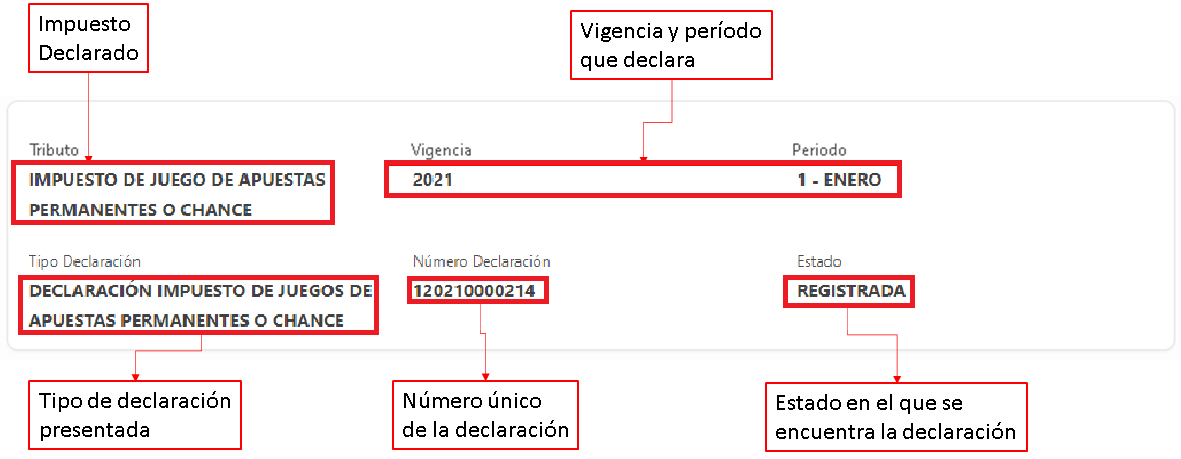 Impuesto
Declarado
Vigencia y período
que declara
Tributo
Vigencia
Periodo
IMPUESTO DE JUEGO DE APUESTAS
PERMANENTES O CHANCE
2021
1 - ENERO
Tipo Declaración
Número Declaración
Estado
DECLARACIÓN IMPUESTO DE JUEGOS DE
APUESTAS PERMANENTES O CHANCE
120210000214
REGISTRADA
Tipo de declaración
presentada
Número único
de la declaración
Estado en el que se
encuentra la declaración